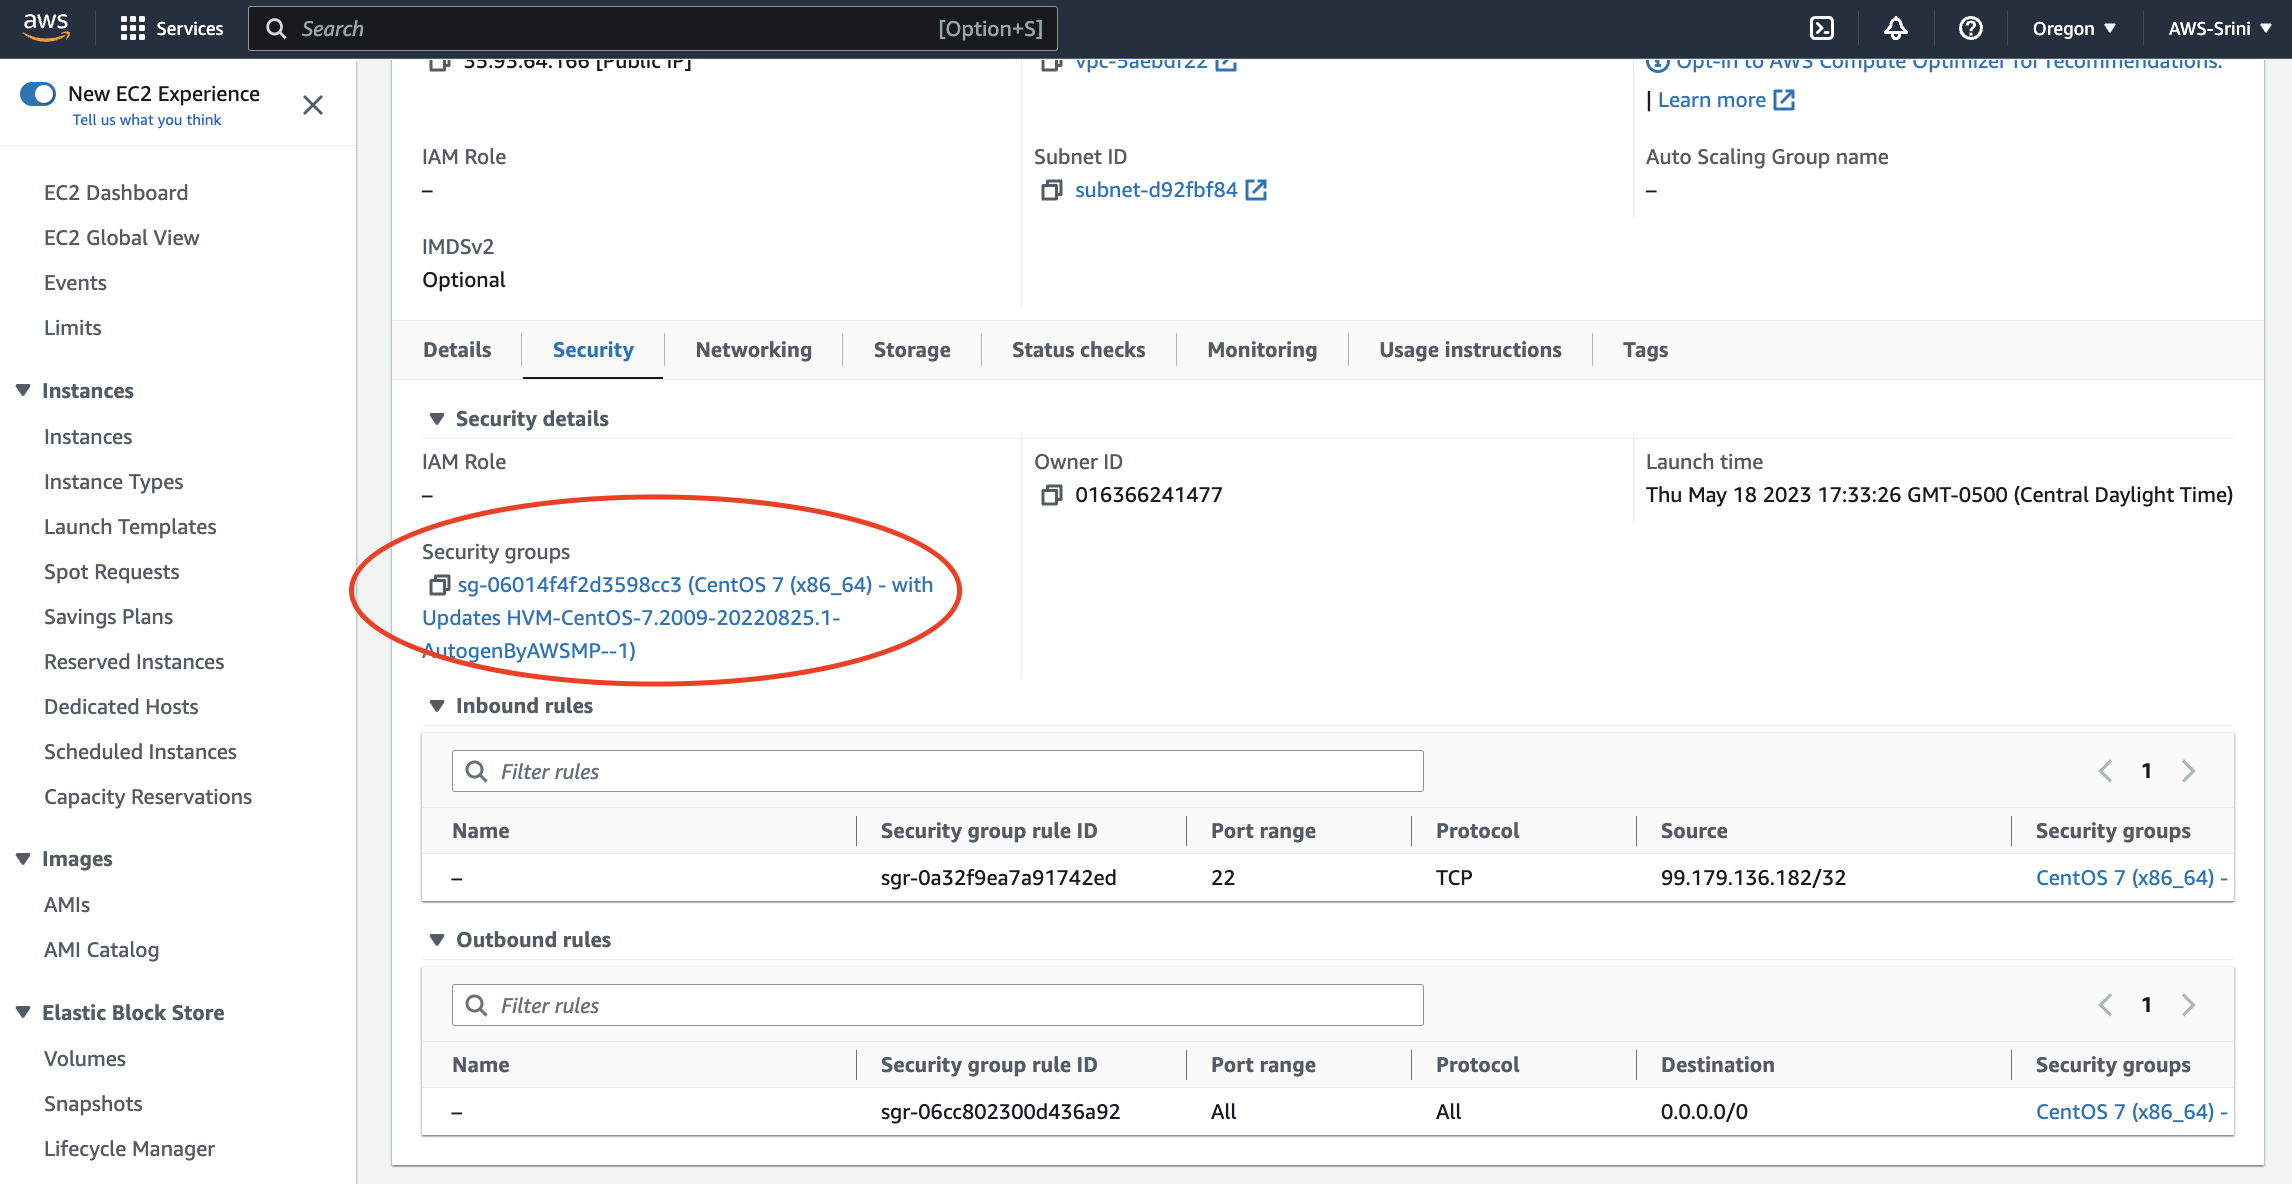 aws
Services
Search
[Option+S]
Oregon
AWS-Srini
New EC2 Experience
Tell us what you think
EC2 Dashboard
EC2 Global View
Events
Limits
Instances
Instances
Instance Types
Launch Templates
Spot Requests
Savings Plans
Reserved Instances
Dedicated Hosts
Scheduled Instances
Capacity Reservations
Images
AMIs
AMI Catalog
Elastic Block Store
Volumes
Snapshots
Lifecycle Manager
35.93.64.166 [Public IP]
vpc-5aebdf22
Opt-in to AWS Compute Optimizer for recommendations.
| Learn more
IAM Role
–
Subnet ID
subnet-d92fbf84
Auto Scaling Group name
–
IMDSv2
Optional
Details
Security
Networking
Storage
Status checks
Monitoring
Usage instructions
Tags
Security details
IAM Role
–
Owner ID
016366241477
Launch time
Thu May 18 2023 17:33:26 GMT-0500 (Central Daylight Time)
Security groups
sg-06014f4f2d3598cc3 (CentOS 7 (x86_64) - with
Updates HVM-CentOS-7.2009-20220825.1-
AutogenByAWSMP--1)
Inbound rules
Filter rules
1
Name Security group rule ID Port range Protocol Source Security groups
– sgr-0a32f9ea7a91742ed 22 TCP 99.179.136.182/32 CentOS 7 (x86_64) -
Outbound rules
Filter rules
1
Name Security group rule ID Port range Protocol Destination Security groups
– sgr-06cc802300d436a92 All All 0.0.0.0/0 CentOS 7 (x86_64) -